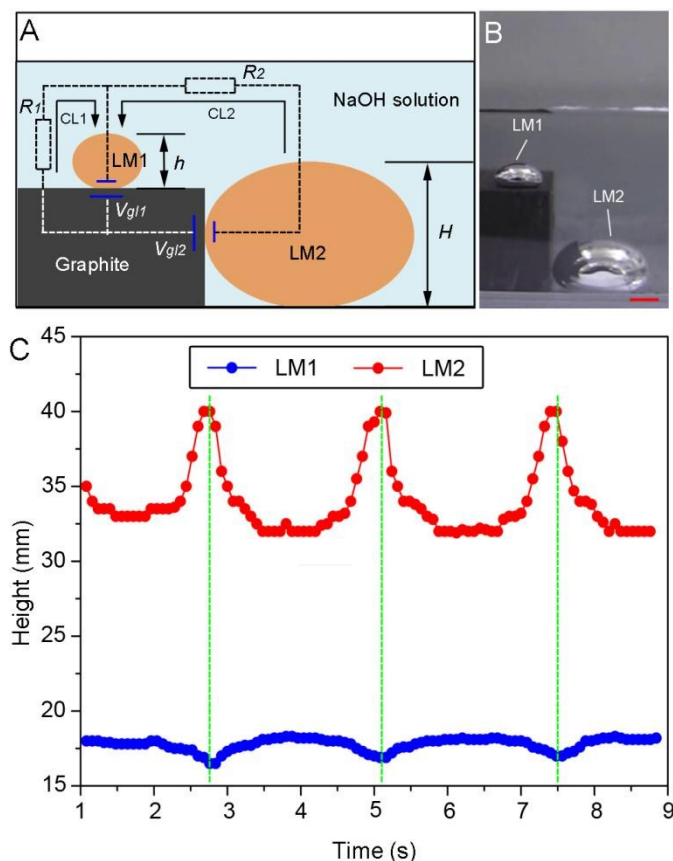 A
B
R1
R2
NaOH solution
CL1
CL2
LM1
h
Vgl1
Vgl2
H
Graphite
LM2
LM1
LM2
C
LM1
LM2
Height (mm)
45
40
35
30
25
20
15
1
2
3
4
5
6
7
8
9
Time (s)